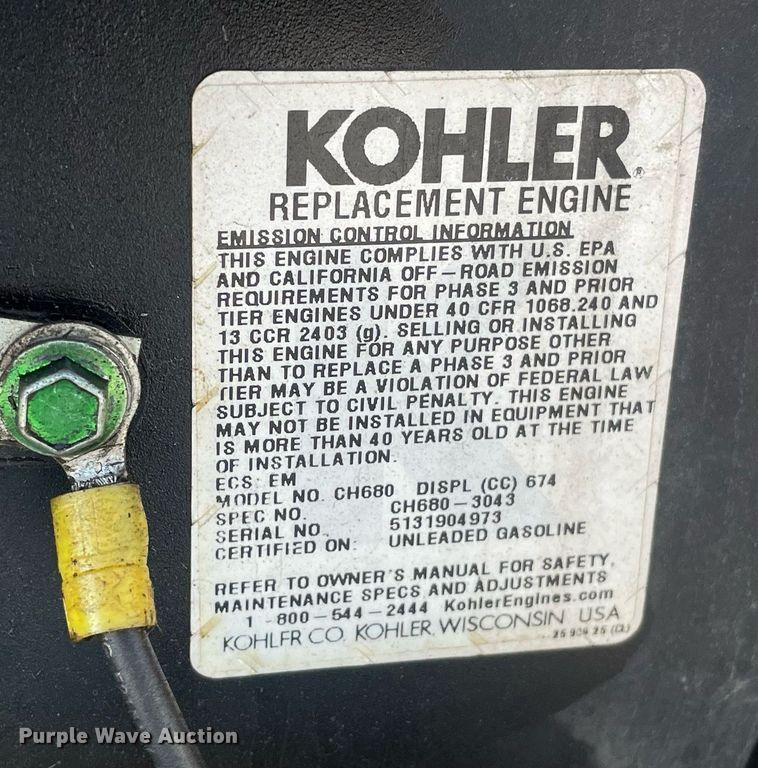 KOHLER®
REPLACEMENT ENGINE
EMISSION CONTROL INFORMATION
THIS ENGINE COMPLIES WITH U.S. EPA
AND CALIFORNIA OFF-ROAD EMISSION
REQUIREMENTS FOR PHASE 3 AND PRIOR
TIER ENGINES UNDER 40 CFR 1068.240 AND
13 CCR 2403 (g). SELLING OR INSTALLING
THIS ENGINE FOR ANY PURPOSE OTHER
THAN TO REPLACE A PHASE 3 AND PRIOR
TIER MAY BE A VIOLATION OF FEDERAL LAW
SUBJECT TO CIVIL PENALTY. THIS ENGINE
MAY NOT BE INSTALLED IN EQUIPMENT THAT
IS MORE THAN 40 YEARS OLD AT THE TIME
OF INSTALLATION.
ECS: EM
MODEL NO. CH680 DISPL (CC) 674
SPEC NO. CH680-3043
SERIAL NO. 5131904973
CERTIFIED ON: UNLEADED GASOLINE
REFER TO OWNER'S MANUAL FOR SAFETY,
MAINTENANCE SPECS AND ADJUSTMENTS
1-800-544-2444 KohlerEngines.com
KOHLER CO. KOHLER, WISCONSIN USA
Purple Wave Auction